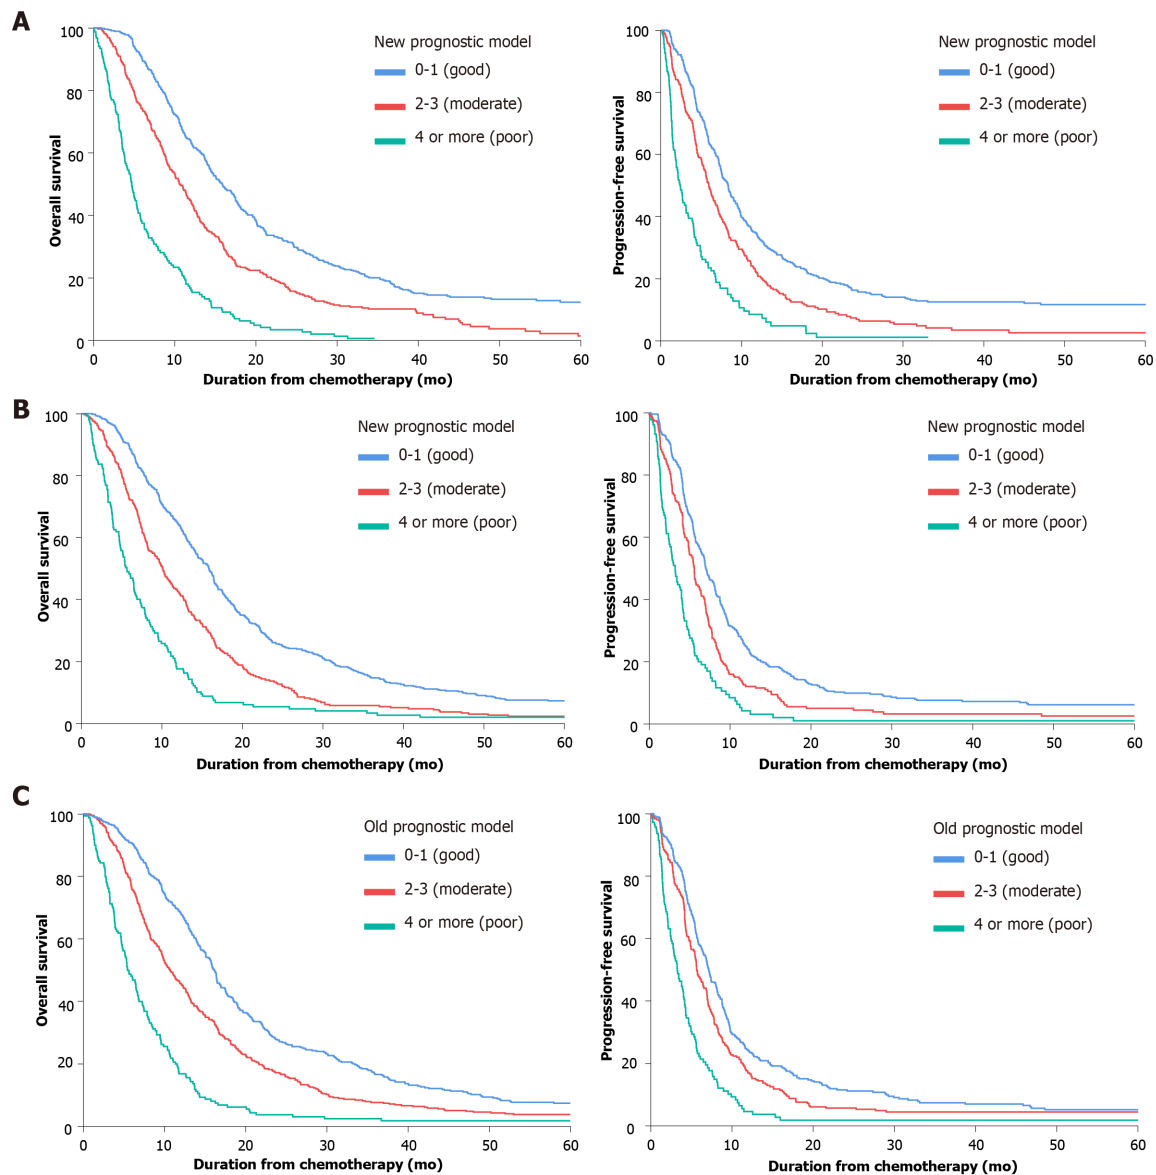 A
New prognostic model
0-1 (good)
2-3 (moderate)
4 or more (poor)
Overall survival
100
80
60
40
20
0
0 10 20 30 40 50 60
Duration from chemotherapy (mo)
New prognostic model
0-1 (good)
2-3 (moderate)
4 or more (poor)
Progression-free survival
100
80
60
40
20
0
0 10 20 30 40 50 60
Duration from chemotherapy (mo)
B
New prognostic model
0-1 (good)
2-3 (moderate)
4 or more (poor)
Overall survival
100
80
60
40
20
0
0 10 20 30 40 50 60
Duration from chemotherapy (mo)
New prognostic model
0-1 (good)
2-3 (moderate)
4 or more (poor)
Progression-free survival
100
80
60
40
20
0
0 10 20 30 40 50 60
Duration from chemotherapy (mo)
C
Old prognostic model
0-1 (good)
2-3 (moderate)
4 or more (poor)
Overall survival
100
80
60
40
20
0
0 10 20 30 40 50 60
Duration from chemotherapy (mo)
Old prognostic model
0-1 (good)
2-3 (moderate)
4 or more (poor)
Progression-free survival
100
80
60
40
20
0
0 10 20 30 40 50 60
Duration from chemotherapy (mo)